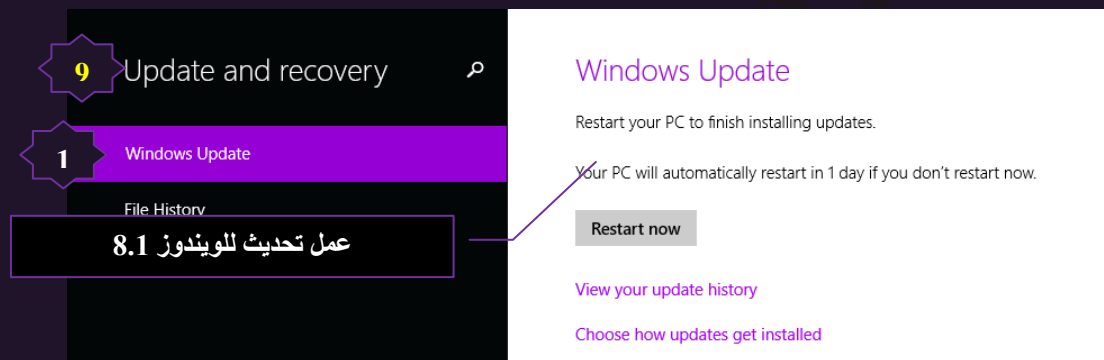 9
Update and recovery
1
Windows Update
File History
عمل تحديث للويندوز 8.1
Windows Update
Restart your PC to finish installing updates.
Your PC will automatically restart in 1 day if you don't restart now.
Restart now
View your update history
Choose how updates get installed